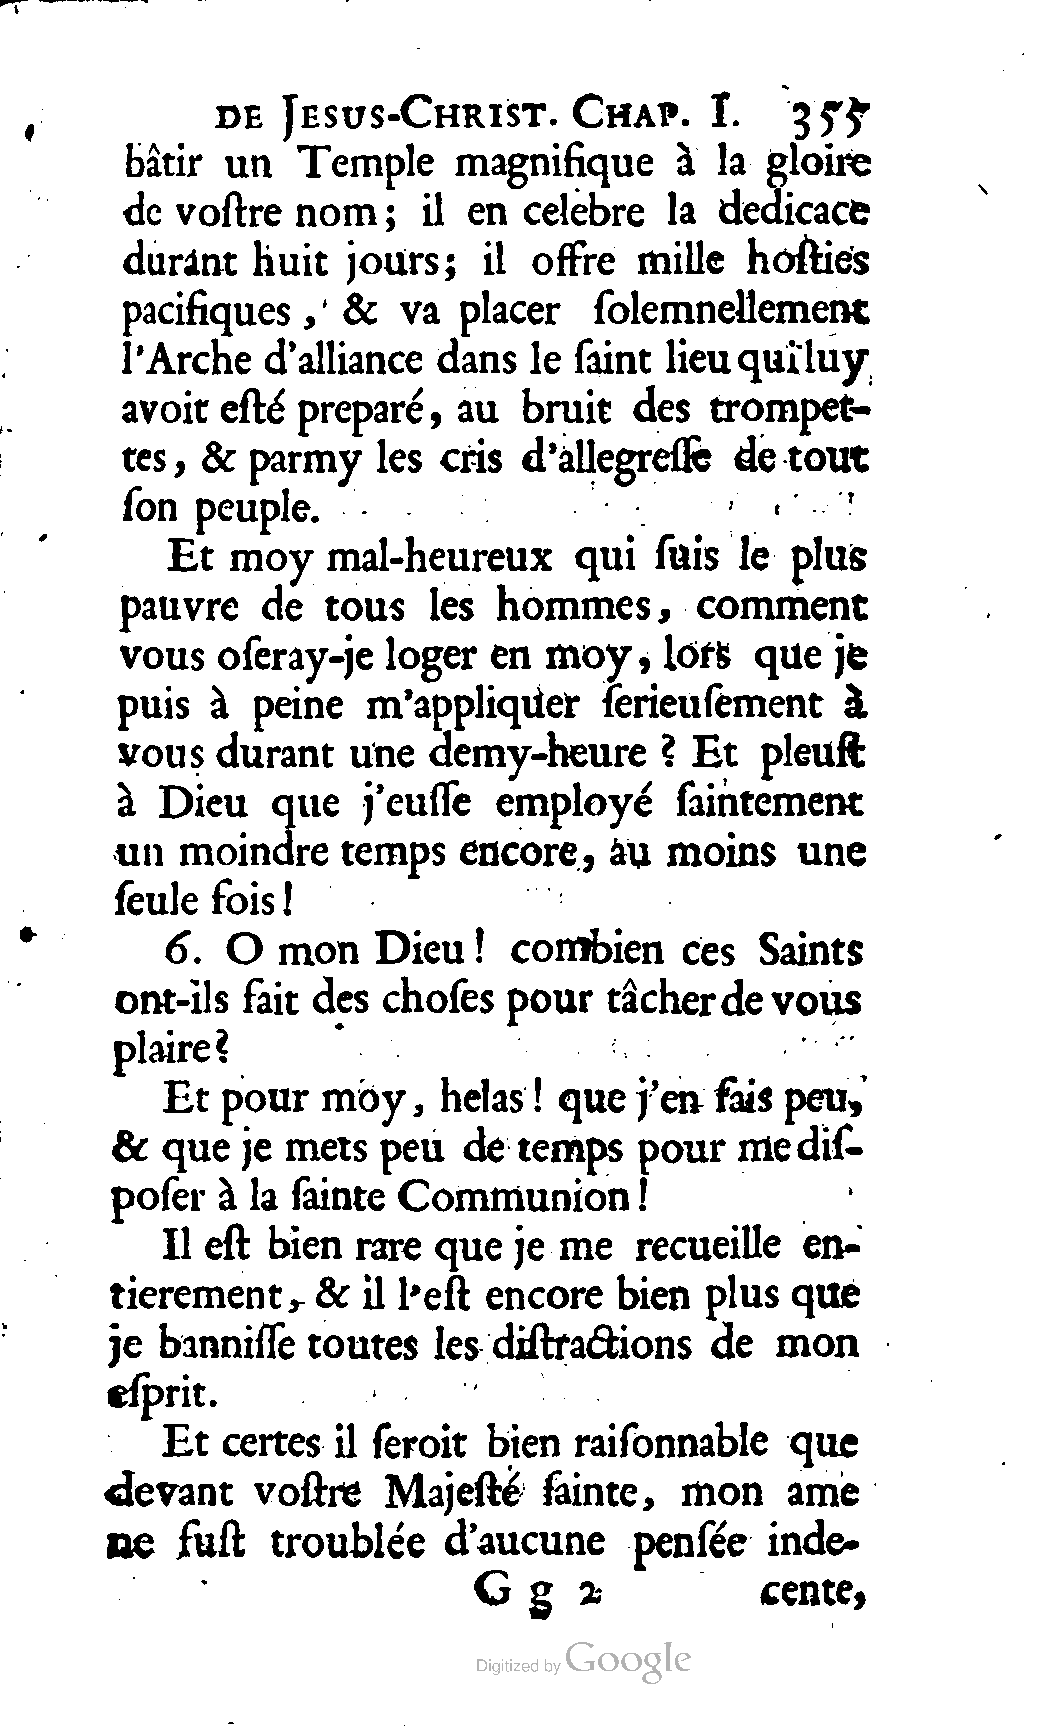 DE JESUS-CHRIST. CHAP. I. 355
bâtir un Temple magnifique à la gloire
de voſtre nom; il en celebre la dedicace
durant huit jours; il offre mille hoſties
pacifiques, & va placer ſolemnellement
l'Arche d'alliance dans le ſaint lieu qui luy
avoit eſté preparé, au bruit des trompet-
tes, & parmy les cris d'allegreſſe de tout
ſon peuple.
Et moy mal-heureux qui ſuis le plus
pauvre de tous les hommes, comment
vous oſeray-je loger en moy, lors que je
puis à peine m'appliquer ſerieuſement à
vous durant une demy-heure ? Et pleuſt
à Dieu que j'euſſe employé ſaintement
un moindre temps encore, au moins une
ſeule fois!
6. O mon Dieu! combien ces Saints
ont-ils fait des choſes pour tâcher de vous
plaire?
Et pour moy, helas! que j'en fais peu,
& que je mets peu de temps pour me diſ-
poſer à la ſainte Communion!
Il eſt bien rare que je me recueille en-
tierement, & il l'eſt encore bien plus que
je banniſſe toutes les diſtractions de mon
eſprit.
Et certes il ſeroit bien raiſonnable que
devant voſtre Majeſté ſainte, mon ame
ne fuſt troublée d'aucune penſée inde-
G g 2 cente,
Digitized by Google